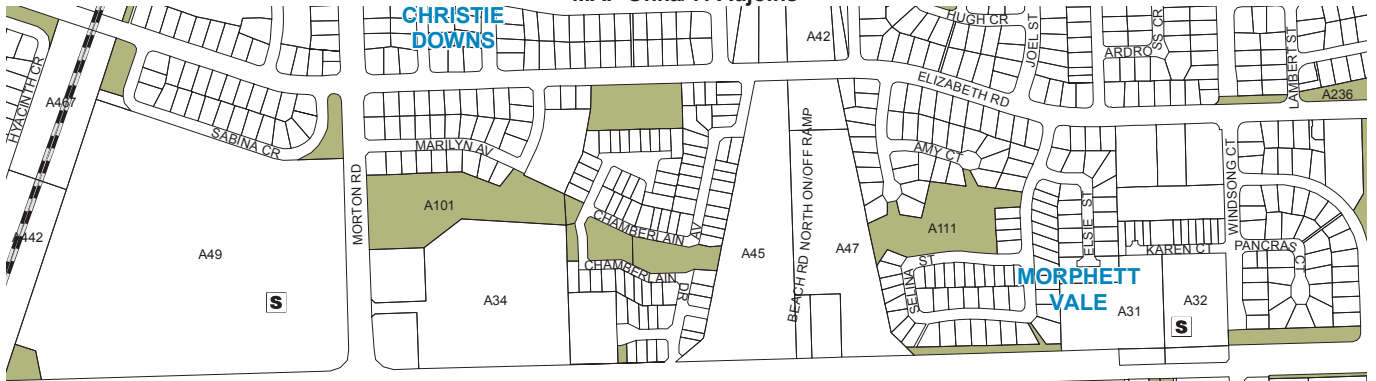 CHRISTIE
DOWNS
A42
HUGH CR
JOEL ST
ARDRO
SS CR
LAMBERT ST
A236
HYACINTH CR
A467
ELIZABETH RD
SABINA CR
MARILYN AV
AMY CT
MORTON RD
A101
CHAMBERLAIN AV
BEACH RD NORTH ON/OFF RAMP
ELSIE ST
WINDSONG CT
A111
KAREN CT
PANCRAS CT
A49
A45
A47
CHAMBERLAIN DR
SELINA ST
MORPHETT
VALE
A34
A31
A32
S
S